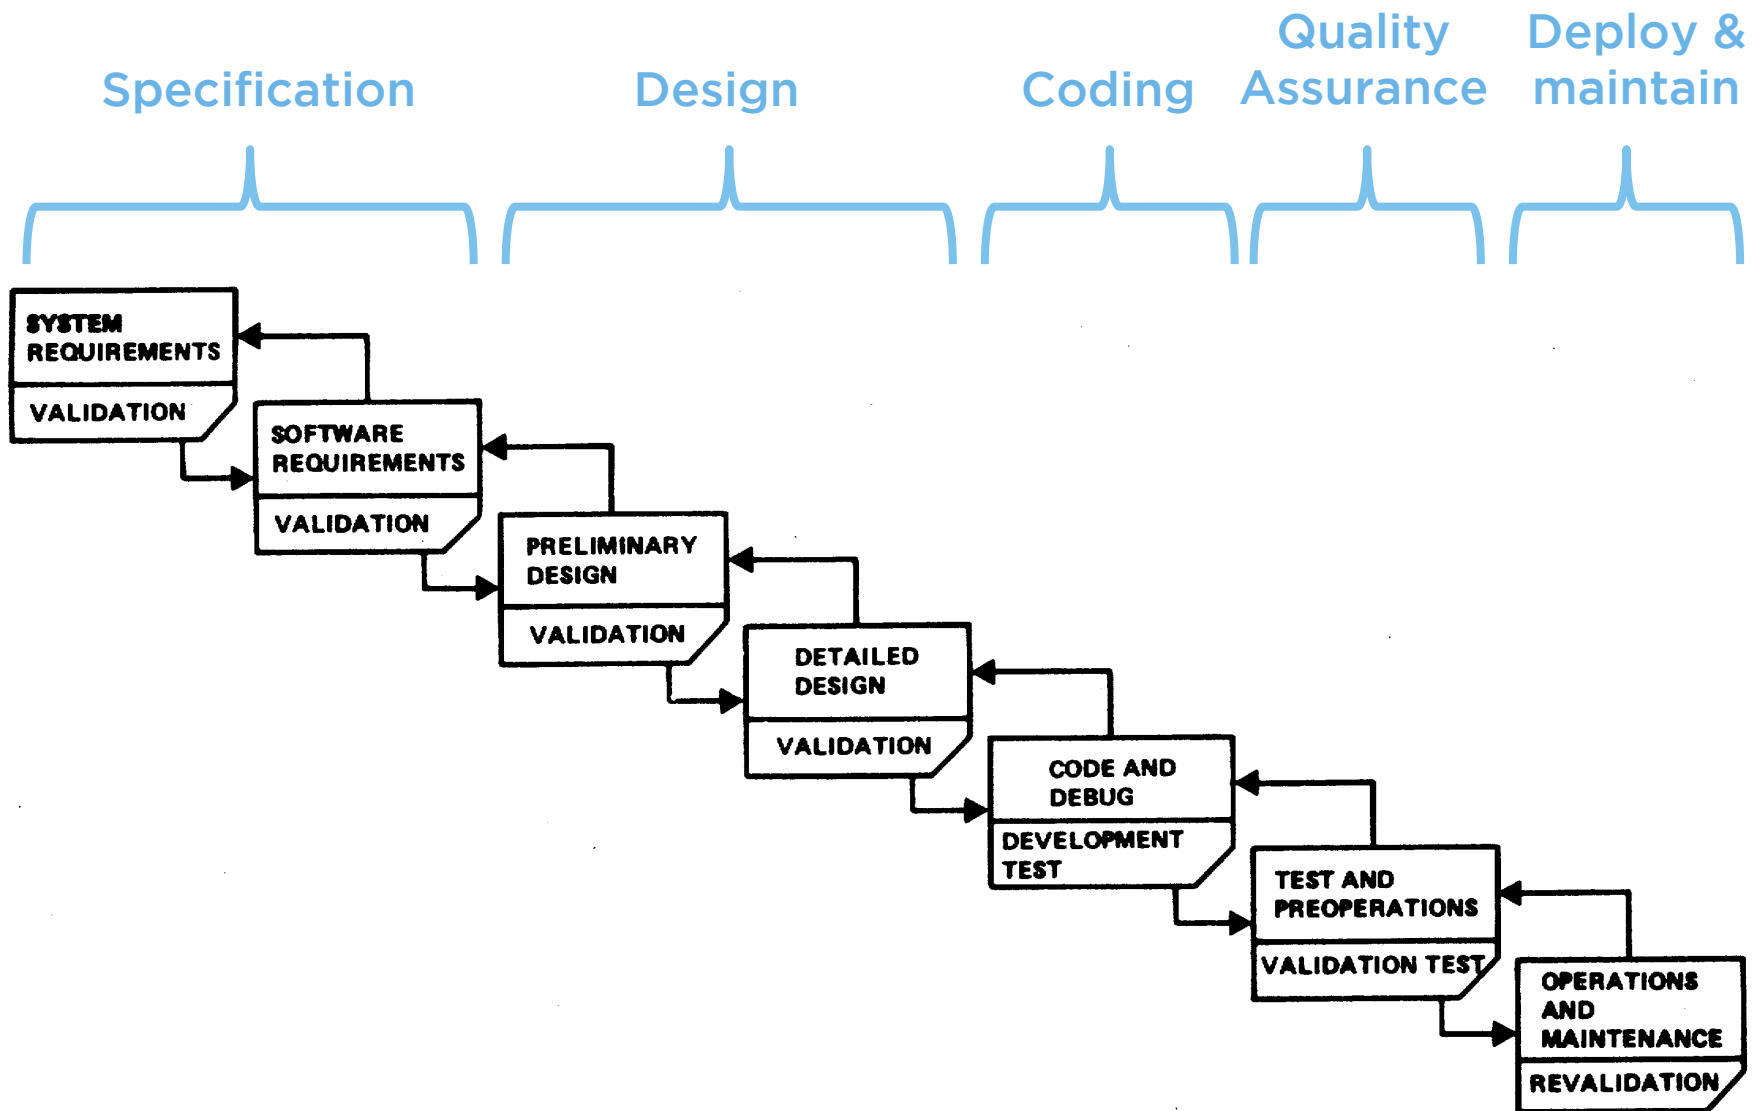 Specification
Design
Coding
Quality
Assurance
Deploy &
maintain
SYSTEM
REQUIREMENTS
VALIDATION
SOFTWARE
REQUIREMENTS
VALIDATION
PRELIMINARY
DESIGN
VALIDATION
DETAILED
DESIGN
VALIDATION
CODE AND
DEBUG
DEVELOPMENT
TEST
TEST AND
PREOPERATIONS
VALIDATION TEST
OPERATIONS
AND
MAINTENANCE
REVALIDATION